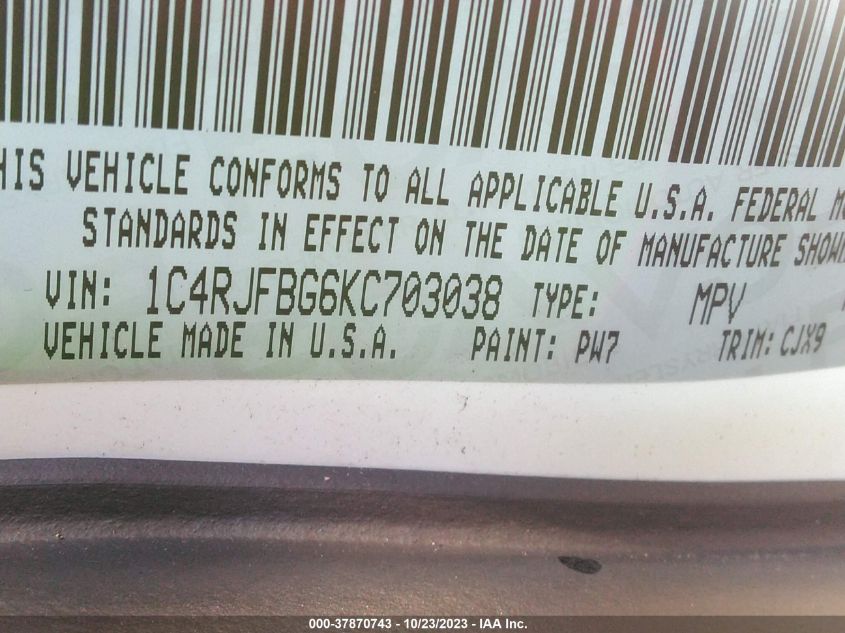 HIS VEHICLE CONFORMS TO ALL APPLICABLE U.S.A. FEDERAL
STANDARDS IN EFFECT ON THE DATE OF MANUFACTURE SHOW
VIN: 1C4RJFBG6KC703038 TYPE: MPV
VEHICLE MADE IN U.S.A. PAINT: PW7 TRIM: CJX9
000-37870743 - 10/23/2023 - IAA Inc.